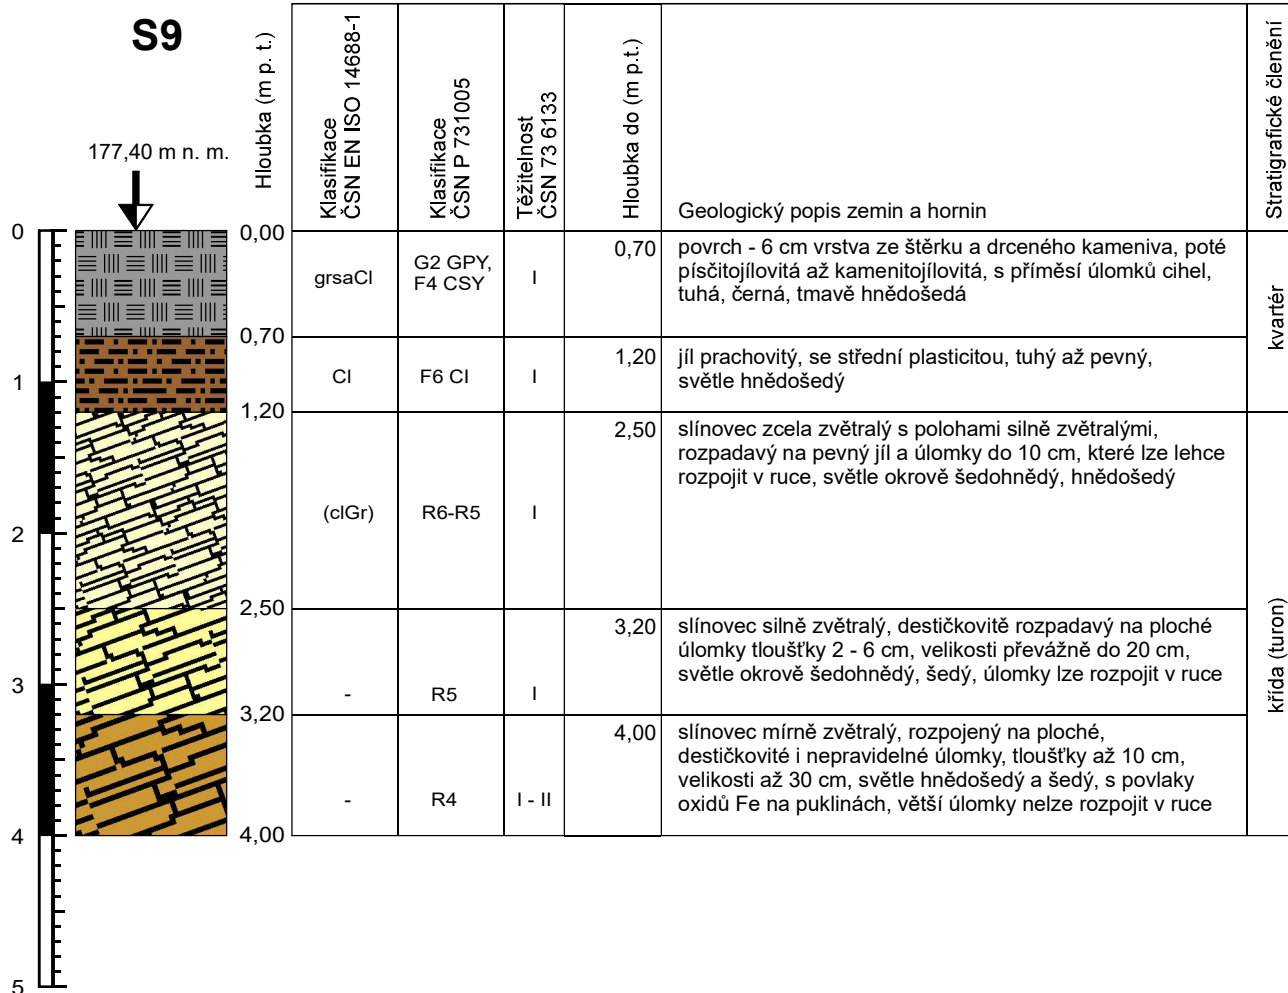 S9
177,40 m n. m.
Hloubka (m p. t.)
Klasifikace
ČSN EN ISO 14688-1
Klasifikace
ČSN P 731005
Těžitelnost
ČSN 73 6133
Hloubka do (m p.t.)
Geologický popis zemin a hornin
Stratigrafické členění
0
1
2
3
4
5
0,00
0,70
1,20
2,50
3,20
4,00
grsaCl
G2 GPY,
F4 CSY
I
0,70
povrch - 6 cm vrstva ze štěrku a drceného kameniva, poté
písčitojílovitá až kamenitojílovitá, s příměsí úlomků cihel,
tuhá, černá, tmavě hnědošedá
Cl
F6 CI
I
1,20
jíl prachovitý, se střední plasticitou, tuhý až pevný,
světle hnědošedý
kvartér
(clGr)
R6-R5
I
2,50
slínovec zcela zvětralý s polohami silně zvětralými,
rozpadavý na pevný jíl a úlomky do 10 cm, které lze lehce
rozpojit v ruce, světle okrově šedohnědý, hnědošedý
-
R5
I
3,20
slínovec silně zvětralý, destičkovitě rozpadavý na ploché
úlomky tloušťky 2 - 6 cm, velikosti převážně do 20 cm,
světle okrově šedohnědý, šedý, úlomky lze rozpojit v ruce
-
R4
I - II
4,00
slínovec mírně zvětralý, rozpojený na ploché,
destičkovité i nepravidelné úlomky, tloušťky až 10 cm,
velikosti až 30 cm, světle hnědošedý a šedý, s povlaky
oxidů Fe na puklinách, větší úlomky nelze rozpojit v ruce
křída (turon)